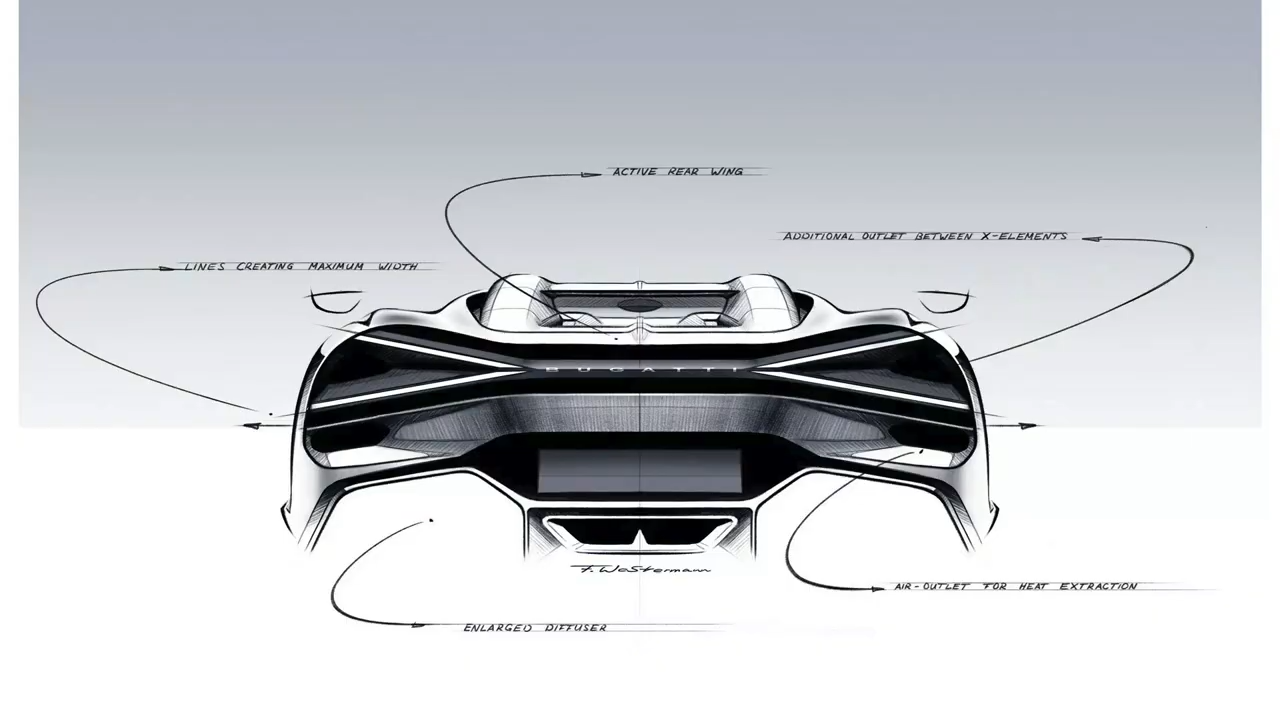 ACTIVE REAR WING
ADDITIONAL OUTLET BETWEEN X-ELEMENTS
LINES CREATING MAXIMUM WIDTH
BUGATTI
F. Westermann
AIR-OUTLET FOR HEAT EXTRACTION
ENLARGED DIFFUSER